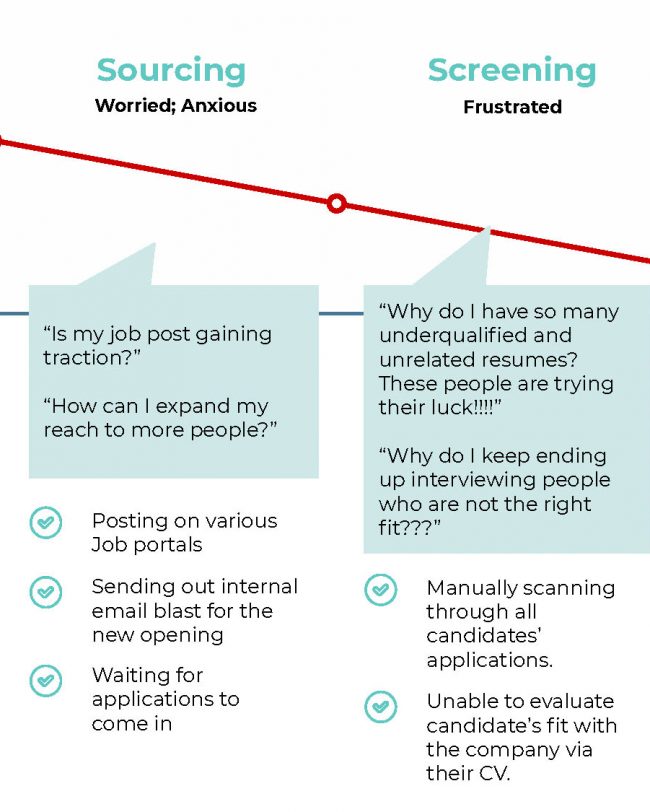 Sourcing
Worried; Anxious
“Is my job post gaining
traction?”
“How can I expand my
reach to more people?”
Posting on various
Job portals
Sending out internal
email blast for the
new opening
Waiting for
applications to
come in
Screening
Frustrated
“Why do I have so many
underqualified and
unrelated resumes?
These people are trying
their luck!!!!”
“Why do I keep ending
up interviewing people
who are not the right
fit???”
Manually scanning
through all
candidates’
applications.
Unable to evaluate
candidate’s fit with
the company via
their CV.